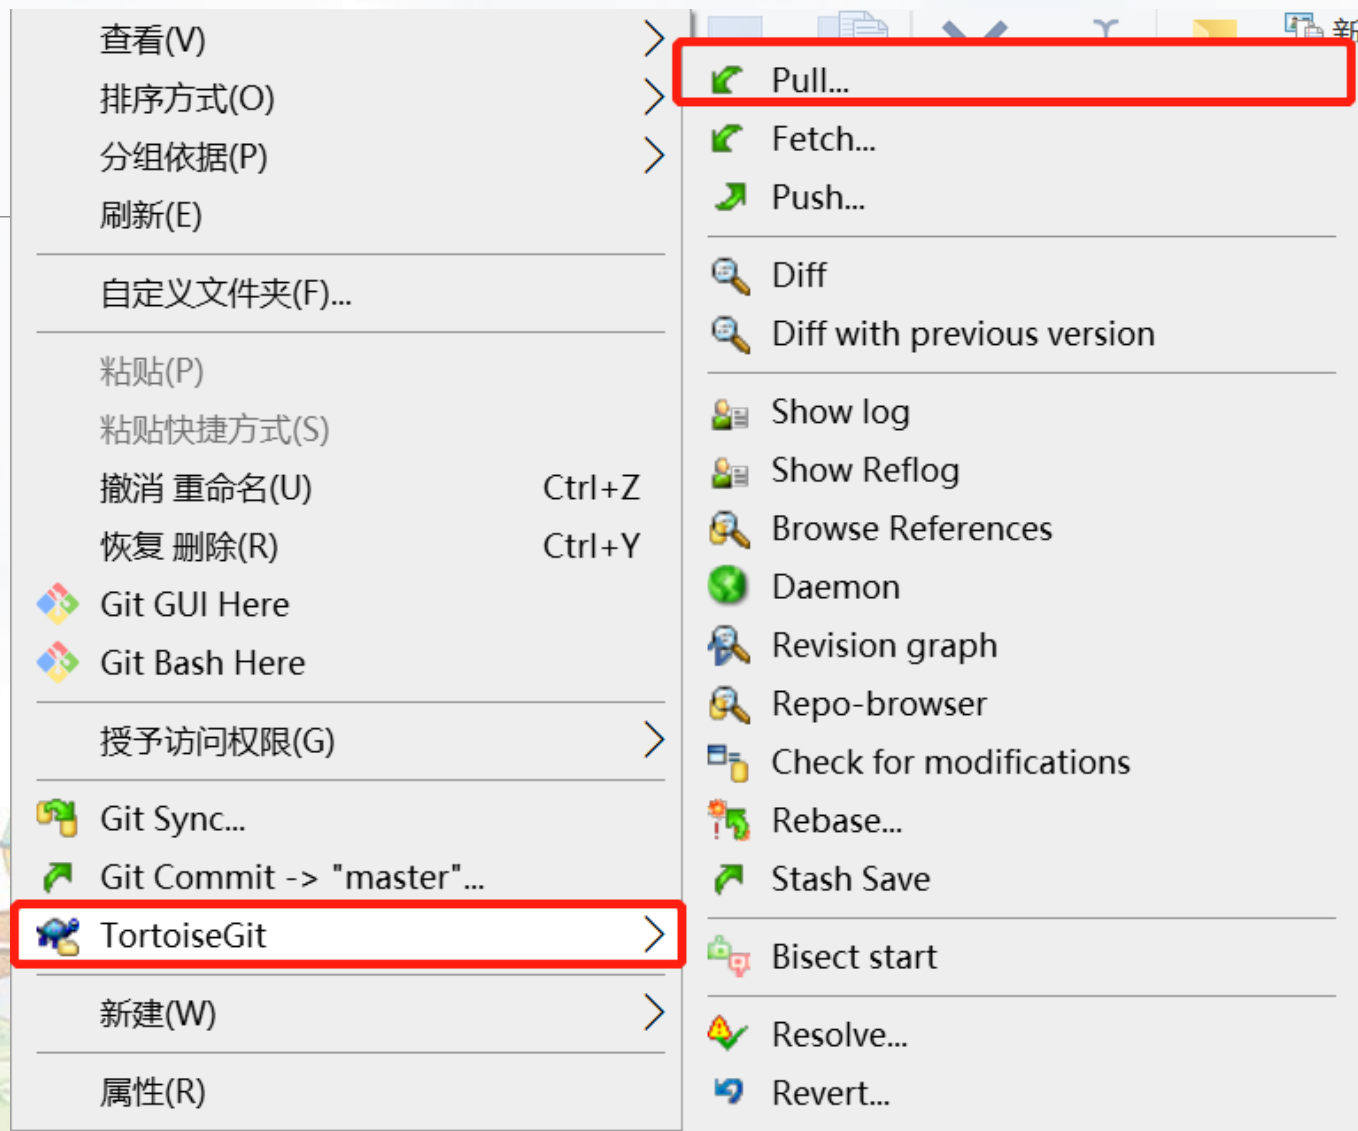 查看(V)
排序方式(O)
分组依据(P)
刷新(E)
自定义文件夹(F)...
粘贴(P)
粘贴快捷方式(S)
撤消 重命名(U) Ctrl+Z
恢复 删除(R) Ctrl+Y
Git GUI Here
Git Bash Here
授予访问权限(G)
Git Sync...
Git Commit -> "master"...
TortoiseGit
新建(W)
属性(R)
新
Pull...
Fetch...
Push...
Diff
Diff with previous version
Show log
Show Reflog
Browse References
Daemon
Revision graph
Repo-browser
Check for modifications
Rebase...
Stash Save
Bisect start
Resolve...
Revert...